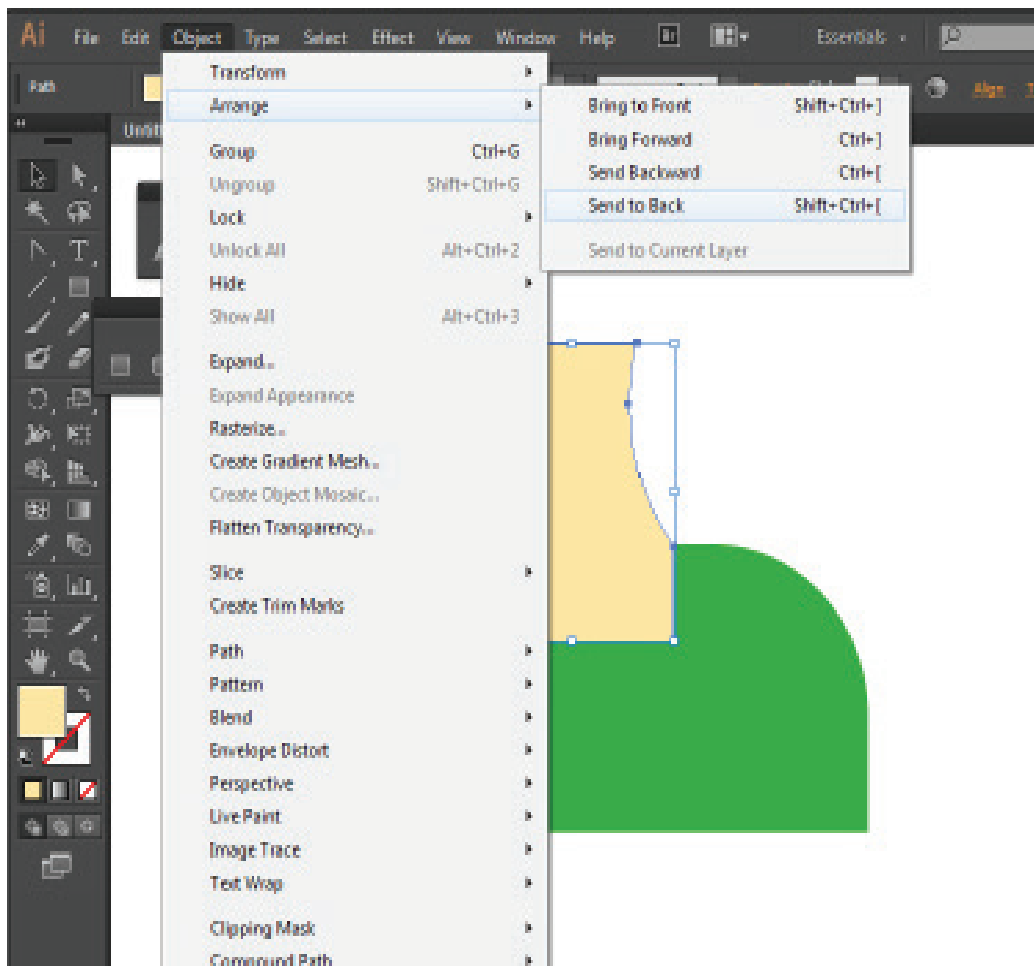 Ai File Edit Object Type Select Effect View Window Help Br Essentials
Path
Align
Untit
Transform
Arrange
Group Ctrl+G
Ungroup Shift+Ctrl+G
Lock
Unlock All Alt+Ctrl+2
Hide
Show All Alt+Ctrl+3
Expand...
Expand Appearance
Rasterize...
Create Gradient Mesh...
Create Object Mosaic...
Flatten Transparency...
Slice
Create Trim Marks
Path
Pattern
Blend
Envelope Distort
Perspective
Live Paint
Image Trace
Text Wrap
Clipping Mask
Compound Path
Bring to Front Shift+Ctrl+]
Bring Forward Ctrl+]
Send Backward Ctrl+[
Send to Back Shift+Ctrl+[
Send to Current Layer